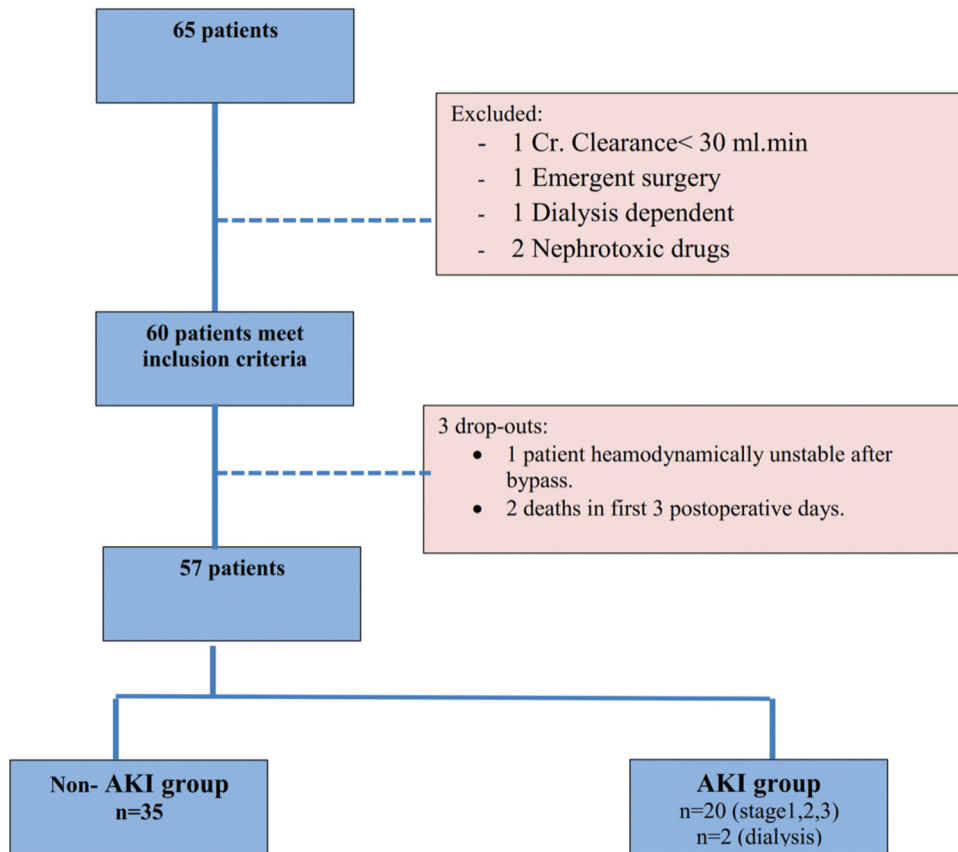 65 patients
Excluded:
- 1 Cr. Clearance< 30 ml.min
- 1 Emergent surgery
- 1 Dialysis dependent
- 2 Nephrotoxic drugs
60 patients meet
inclusion criteria
3 drop-outs:
• 1 patient heamodynamically unstable after
bypass.
• 2 deaths in first 3 postoperative days.
57 patients
Non- AKI group
n=35
AKI group
n=20 (stage1,2,3)
n=2 (dialysis)